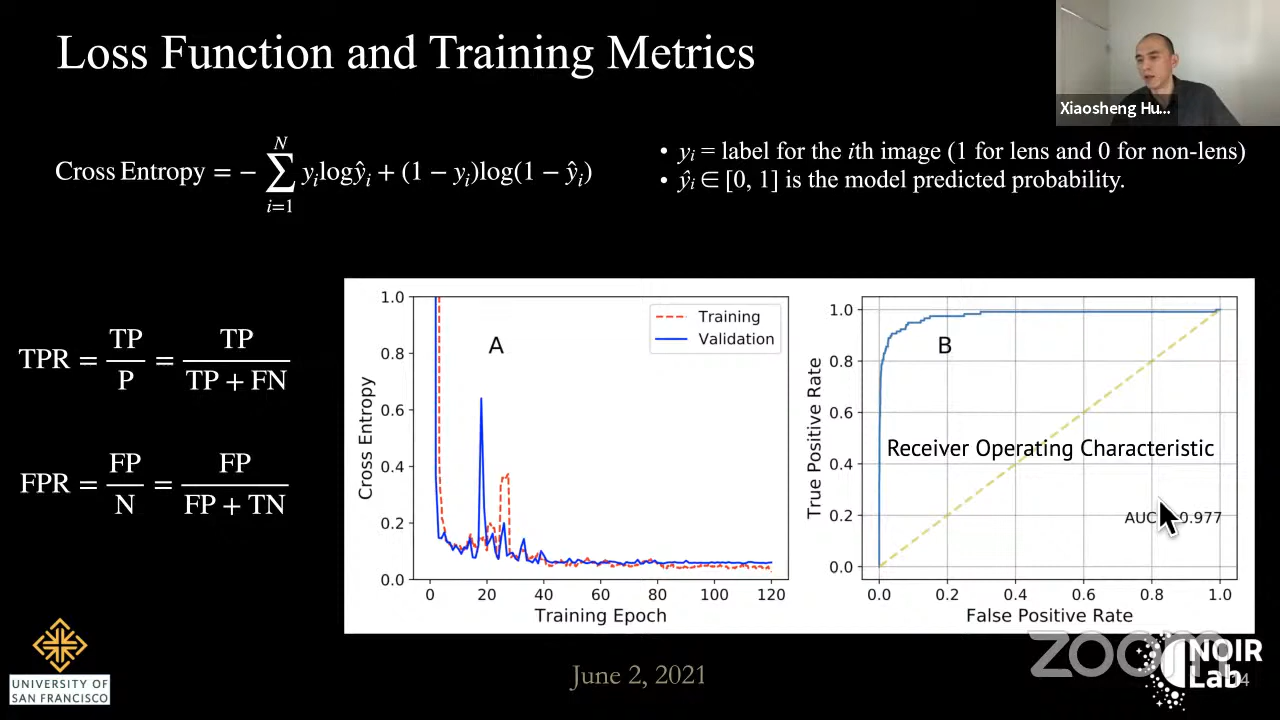 Loss Function and Training Metrics
Xiaosheng Hu...
Cross Entropy = − ∑ᵢ₌₁ᴺ yᵢlogŷᵢ + (1 − yᵢ)log(1 − ŷᵢ)
• yᵢ = label for the ith image (1 for lens and 0 for non-lens)
• ŷᵢ ∈ [0, 1] is the model predicted probability.
TPR = TP/P = TP/(TP + FN)
FPR = FP/N = FP/(FP + TN)
1.0
0.8
0.6
0.4
0.2
0.0
Cross Entropy
A
Training
Validation
0 20 40 60 80 100 120
Training Epoch
1.0
0.8
0.6
0.4
0.2
0.0
True Positive Rate
B
Receiver Operating Characteristic
AUC 0.977
0.0 0.2 0.4 0.6 0.8 1.0
False Positive Rate
UNIVERSITY OF
SAN FRANCISCO
June 2, 2021
zoom
NOIR
Lab